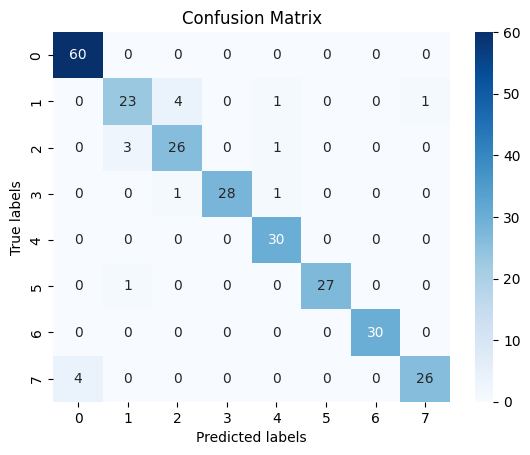 Confusion Matrix
True labels
0 60 0 0 0 0 0 0 0
1 0 23 4 0 1 0 0 1
2 0 3 26 0 1 0 0 0
3 0 0 1 28 1 0 0 0
4 0 0 0 0 30 0 0 0
5 0 1 0 0 0 27 0 0
6 0 0 0 0 0 0 30 0
7 4 0 0 0 0 0 0 26
0 1 2 3 4 5 6 7
Predicted labels
60
50
40
30
20
10
0